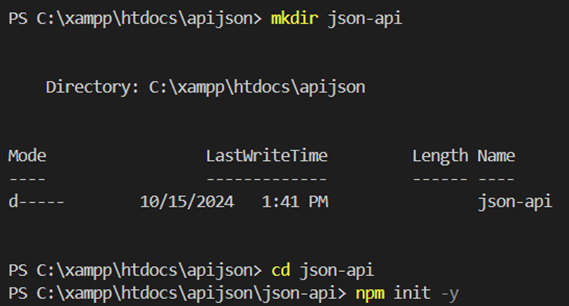 PS C:\xampp\htdocs\apijson> mkdir json-api
Directory: C:\xampp\htdocs\apijson
Mode LastWriteTime Length Name
---- ------------- ------ ----
d----- 10/15/2024 1:41 PM json-api
PS C:\xampp\htdocs\apijson> cd json-api
PS C:\xampp\htdocs\apijson\json-api> npm init -y